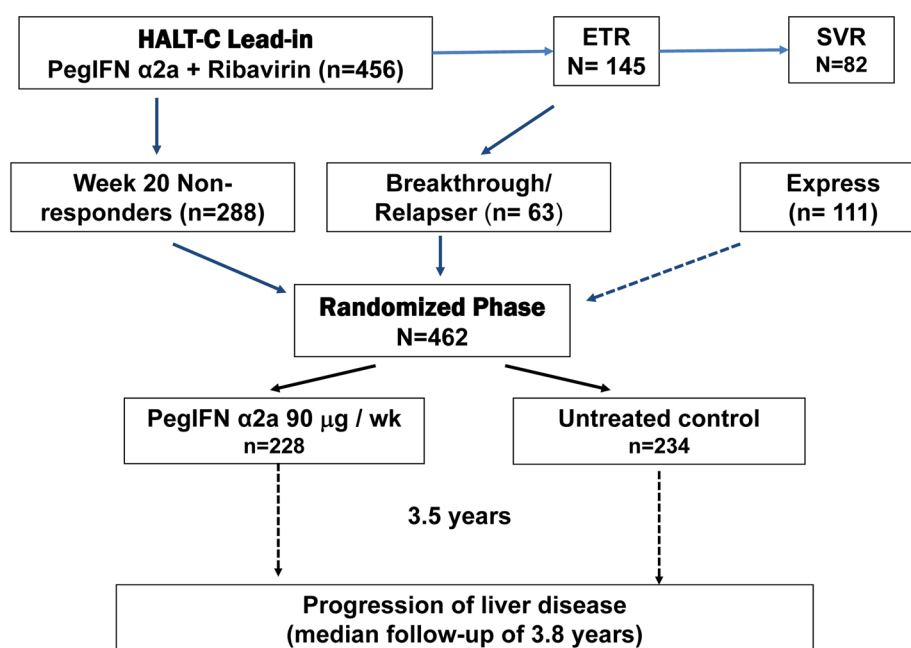 HALT-C Lead-in
PegIFN α2a + Ribavirin (n=456)
ETR
N= 145
SVR
N=82
Week 20 Non-
responders (n=288)
Breakthrough/
Relapser (n= 63)
Express
(n= 111)
Randomized Phase
N=462
PegIFN α2a 90 μg / wk
n=228
Untreated control
n=234
3.5 years
Progression of liver disease
(median follow-up of 3.8 years)